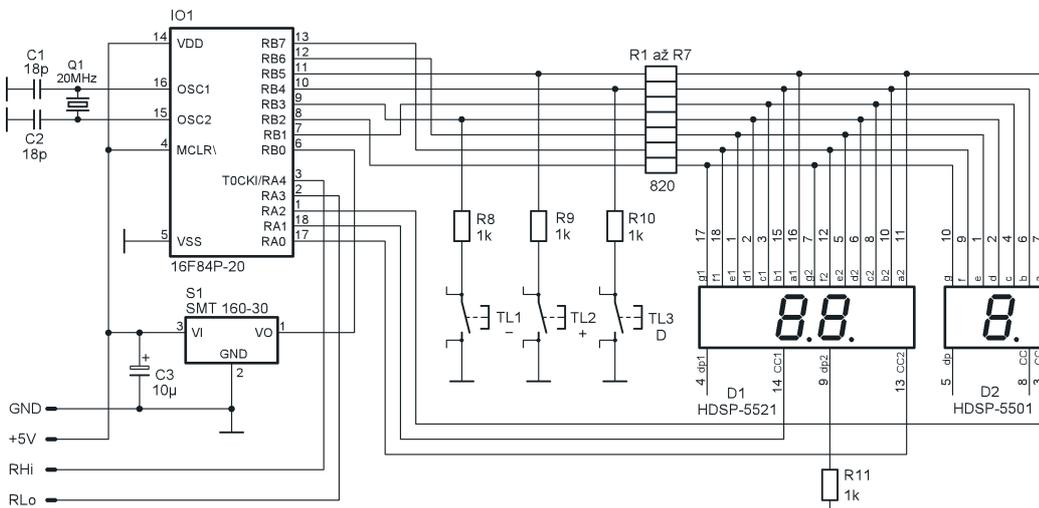 IO1
14 VDD RB7 13
RB6 12
RB5 11
16 OSC1 RB4 10
RB3 9
15 OSC2 RB2 8
RB1 7
4 MCLR\ RB0 6
T0CKI/RA4 3
RA3 2
RA2 1
RA1 18
5 VSS RA0 17
16F84P-20
C1
18p
Q1
20MHz
C2
18p
R1 až R7
820
R8
1k
R9
1k
R10
1k
TL1
–
TL2
+
TL3
D
S1
SMT 160-30
3 VI VO 1
GND
2
+
C3
10µ
GND
+5V
RHi
RLo
17 18 1 2 3 15 16 7 12 5 6 8 10 11
g1 f1 e1 d1 c1 b1 a1 g2 f2 e2 d2 c2 b2 a2
8.8.
dp1 CC1 dp2 CC2
4 14 9 13
D1
HDSP-5521
10 9 1 2 4 6 7
g f e d c b a
8.
dp CC CC
5 8 3
D2
HDSP-5501
R11
1k